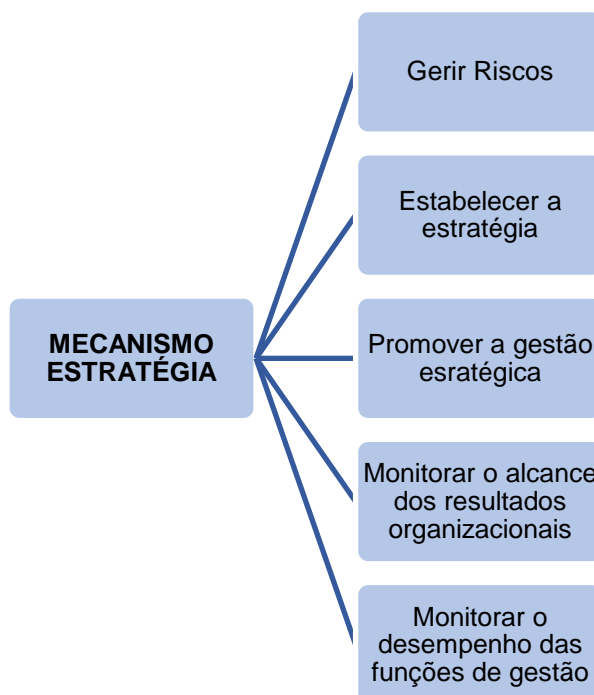 Gerir Riscos
Estabelecer a
estratégia
MECANISMO
ESTRATÉGIA
Promover a gestão
esratégica
Monitorar o alcance
dos resultados
organizacionais
Monitorar o
desempenho das
funções de gestão